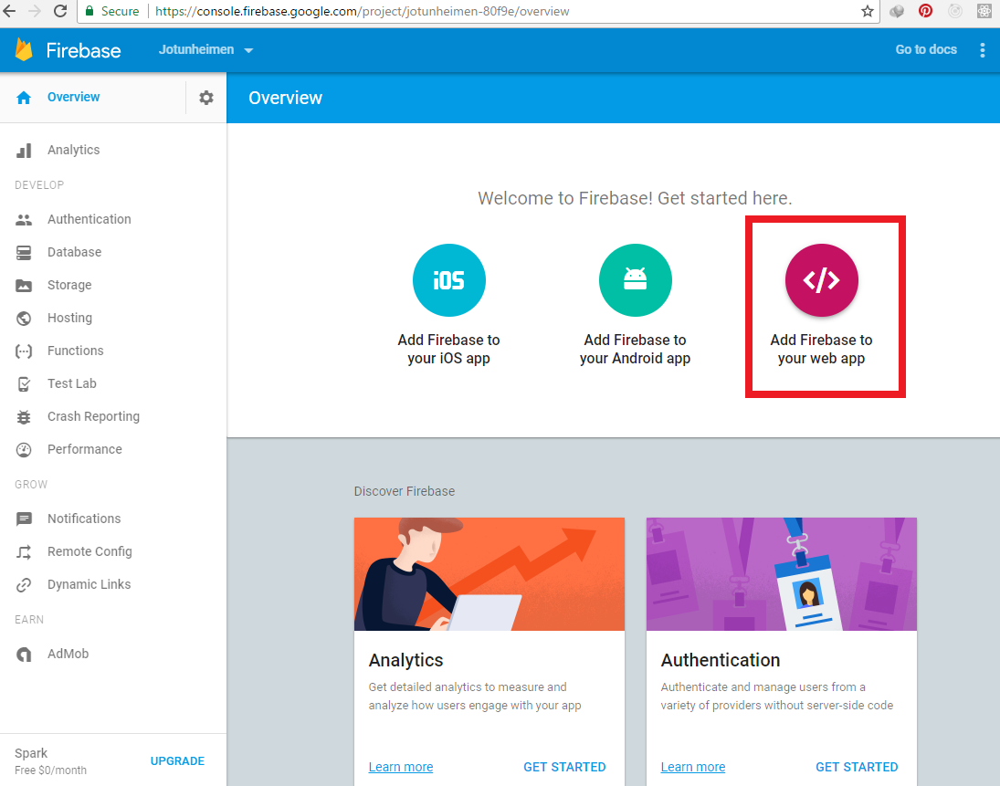 Secure https://console.firebase.google.com/project/jotunheimen-80f9e/overview
Firebase Jotunheimen Go to docs
Overview
Overview
Analytics
DEVELOP
Authentication
Database
Storage
Hosting
Functions
Test Lab
Crash Reporting
Performance
GROW
Notifications
Remote Config
Dynamic Links
EARN
AdMob
Spark
Free $0/month
UPGRADE
Welcome to Firebase! Get started here.
iOS
Add Firebase to
your iOS app
Add Firebase to
your Android app
</>
Add Firebase to
your web app
Discover Firebase
Analytics
Get detailed analytics to measure and
analyze how users engage with your app
Learn more GET STARTED
Authentication
Authenticate and manage users from a
variety of providers without server-side code
Learn more GET STARTED